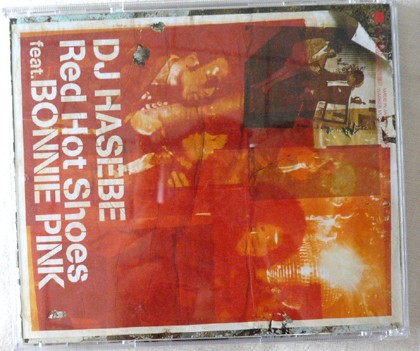 DJ HASEBE
Red Hot Shoes
feat. BONNIE PINK